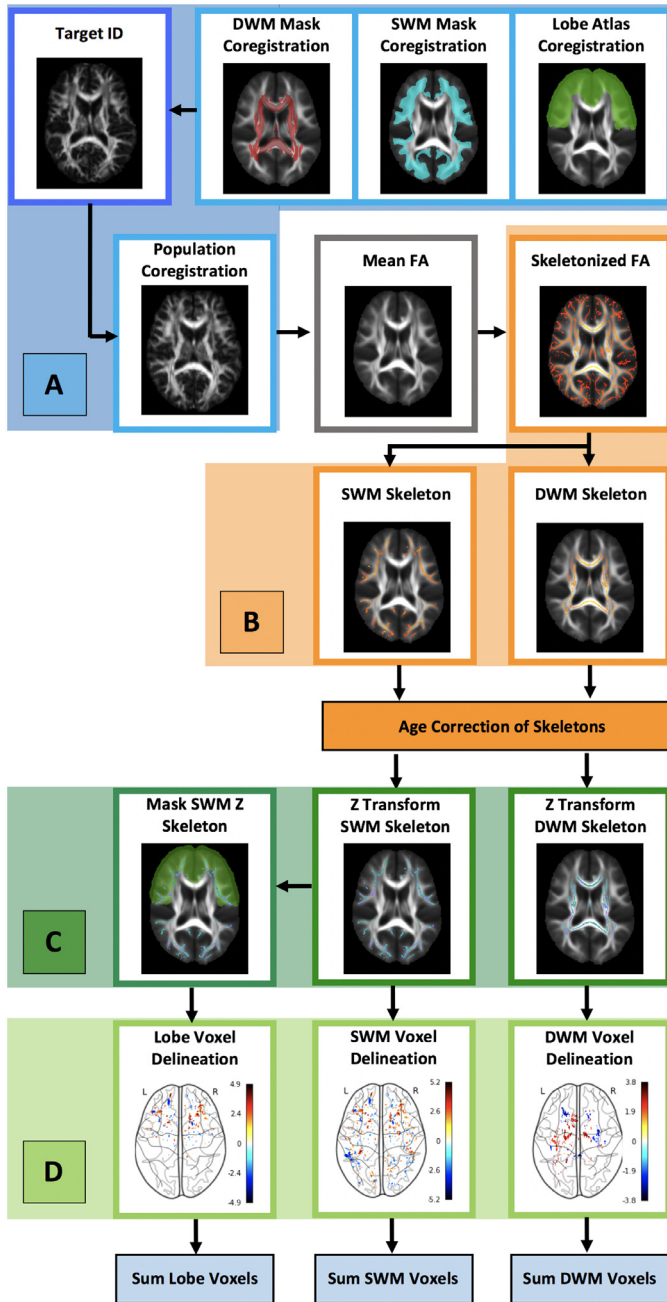 Target ID
DWM Mask
Coregistration
SWM Mask
Coregistration
Lobe Atlas
Coregistration
Population
Coregistration
Mean FA
Skeletonized FA
A
SWM Skeleton
DWM Skeleton
B
Age Correction of Skeletons
Mask SWM Z
Skeleton
Z Transform
SWM Skeleton
Z Transform
DWM Skeleton
C
Lobe Voxel
Delineation
L
R
4.9
2.4
0
-2.4
-4.9
SWM Voxel
Delineation
L
R
5.2
2.6
0
2.6
5.2
DWM Voxel
Delineation
L
R
3.8
1.9
0
-1.9
-3.8
D
Sum Lobe Voxels
Sum SWM Voxels
Sum DWM Voxels